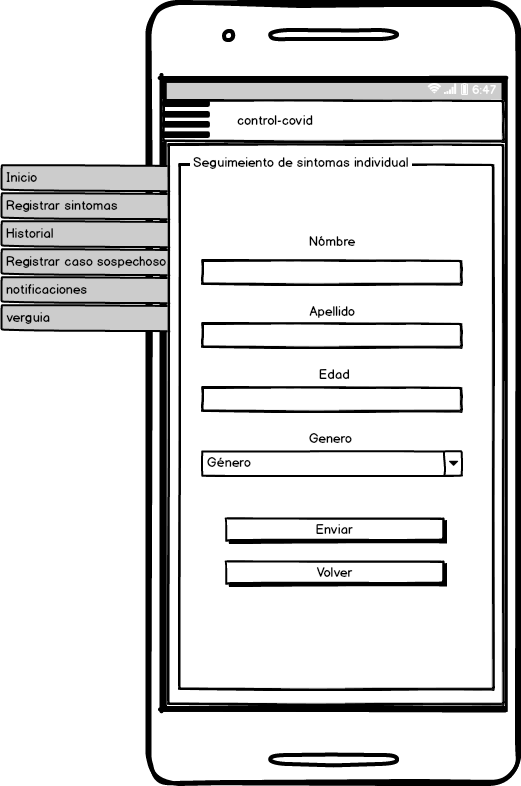 6:47
control-covid
Seguimeiento de sintomas individual
Inicio
Registrar sintomas
Historial
Registrar caso sospechoso
notificaciones
verguia
Nómbre
Apellido
Edad
Genero
Género
Enviar
Volver